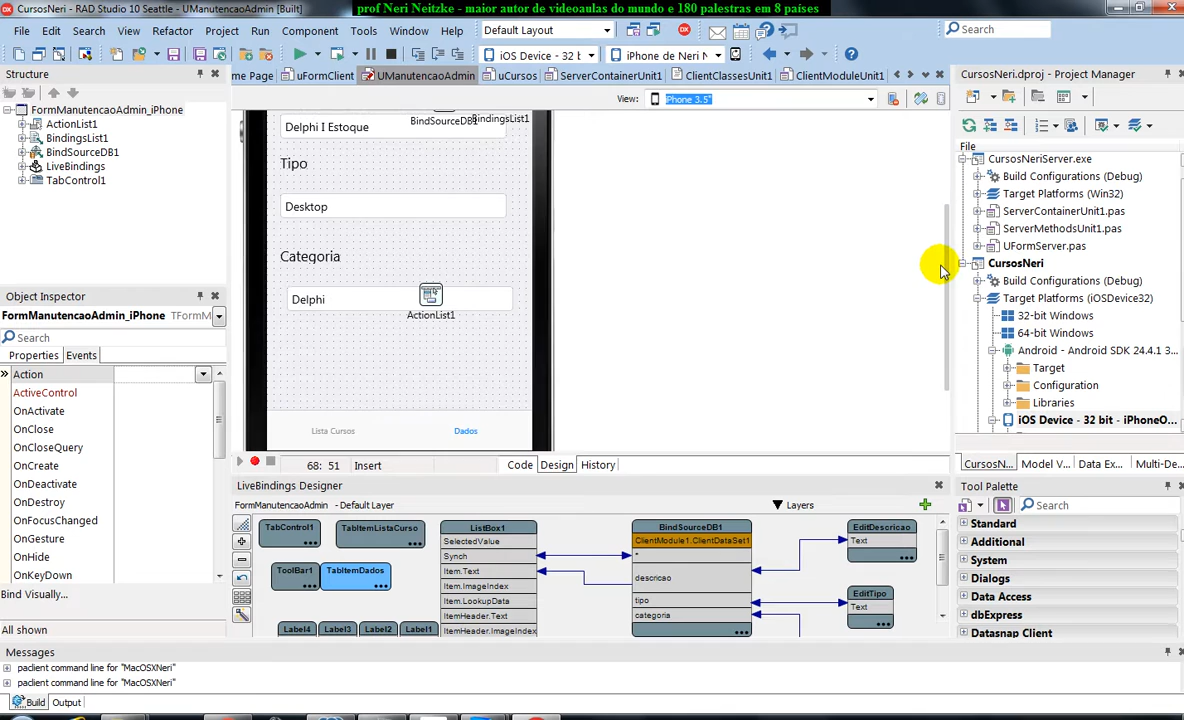 CursosNeri - RAD Studio 10 Seattle - UManutencaoAdmin [Built]
prof Neri Neitzke - maior autor de videoaulas do mundo e 180 palestras em 8 países
File Edit Search View Refactor Project Run Component Tools Window Help
Default Layout
Search
iOS Device - 32 b
iPhone de Neri N
Structure
FormManutencaoAdmin_iPhone
ActionList1
BindingsList1
BindSourceDB1
LiveBindings
TabControl1
Object Inspector
FormManutencaoAdmin_iPhone TFormM
Search
Properties Events
Action
ActiveControl
OnActivate
OnClose
OnCloseQuery
OnCreate
OnDeactivate
OnDestroy
OnFocusChanged
OnGesture
OnHide
OnKeyDown
Bind Visually...
All shown
me Page uFormClient UManutencaoAdmin uCursos ServerContainerUnit1 ClientClassesUnit1 ClientModuleUnit1
View: iPhone 3.5"
Delphi I Estoque
BindSourceDB1
BindingsList1
Tipo
Desktop
Categoria
Delphi
ActionList1
Lista Cursos Dados
68: 51 Insert
Code Design History
LiveBindings Designer
FormManutencaoAdmin - Default Layer
Layers
TabControl1
TabItemListaCurso
ToolBar1
TabItemDados
Label4 Label3 Label2 Label1
ListBox1
SelectedValue
Synch
Item.Text
Item.ImageIndex
Item.LookupData
ItemHeader.Text
ItemHeader.ImageIndex
BindSourceDB1
ClientModule1.ClientDataSet1
*
descricao
tipo
categoria
EditDescricao
Text
EditTipo
Text
CursosNeri.dproj - Project Manager
File
CursosNeriServer.exe
Build Configurations (Debug)
Target Platforms (Win32)
ServerContainerUnit1.pas
ServerMethodsUnit1.pas
UFormServer.pas
CursosNeri
Build Configurations (Debug)
Target Platforms (iOSDevice32)
32-bit Windows
64-bit Windows
Android - Android SDK 24.4.1 3...
Target
Configuration
Libraries
iOS Device - 32 bit - iPhoneO...
CursosN... Model V... Data Ex... Multi-De...
Tool Palette
Search
Standard
Additional
System
Dialogs
Data Access
dbExpress
Datasnap Client
Messages
paclient command line for "MacOSXNeri"
paclient command line for "MacOSXNeri"
Build Output